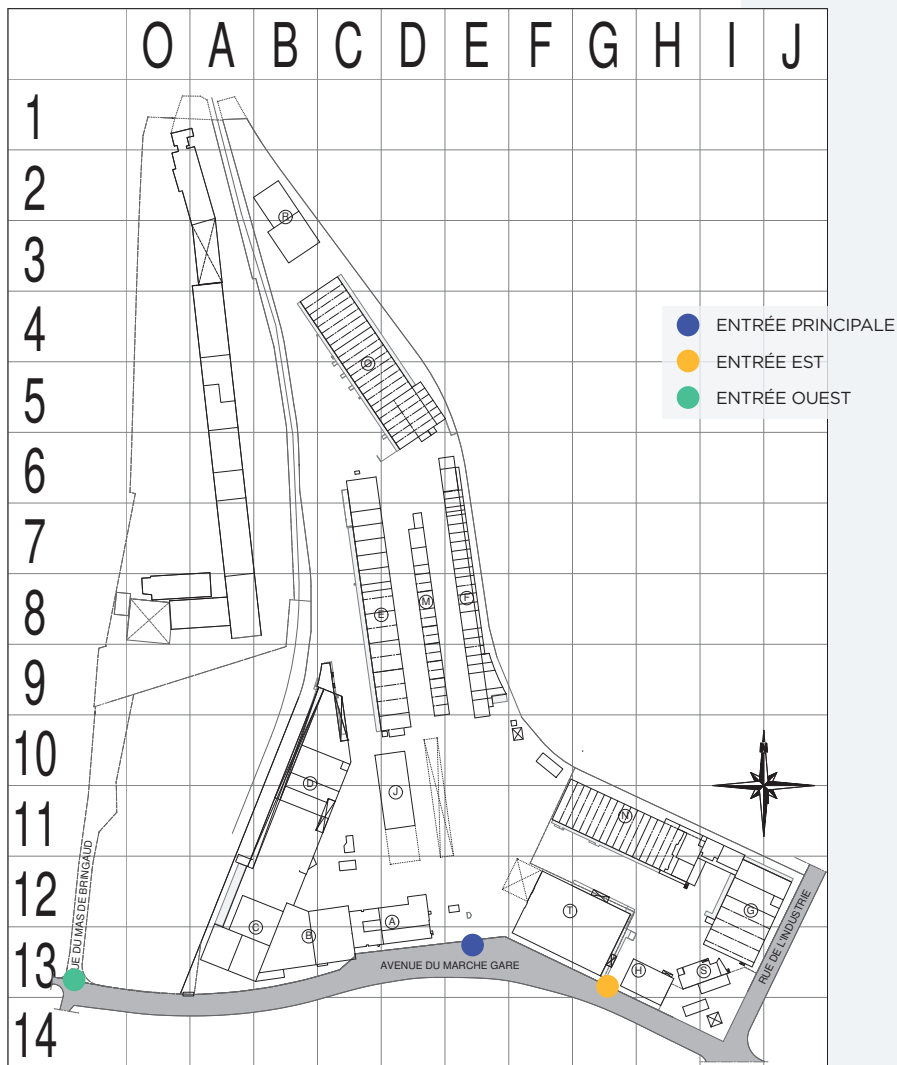 O A B C D E F G H I J
1
2
R
3
4
ENTRÉE PRINCIPALE
O
ENTRÉE EST
5
ENTRÉE OUEST
6
7
8
E M F
9
10
D
J
11
N
12
A
T
G
C B
13
UE DU MAS DE BRINGAUD
AVENUE DU MARCHE GARE
H S
RUE DE L'INDUSTRIE
14